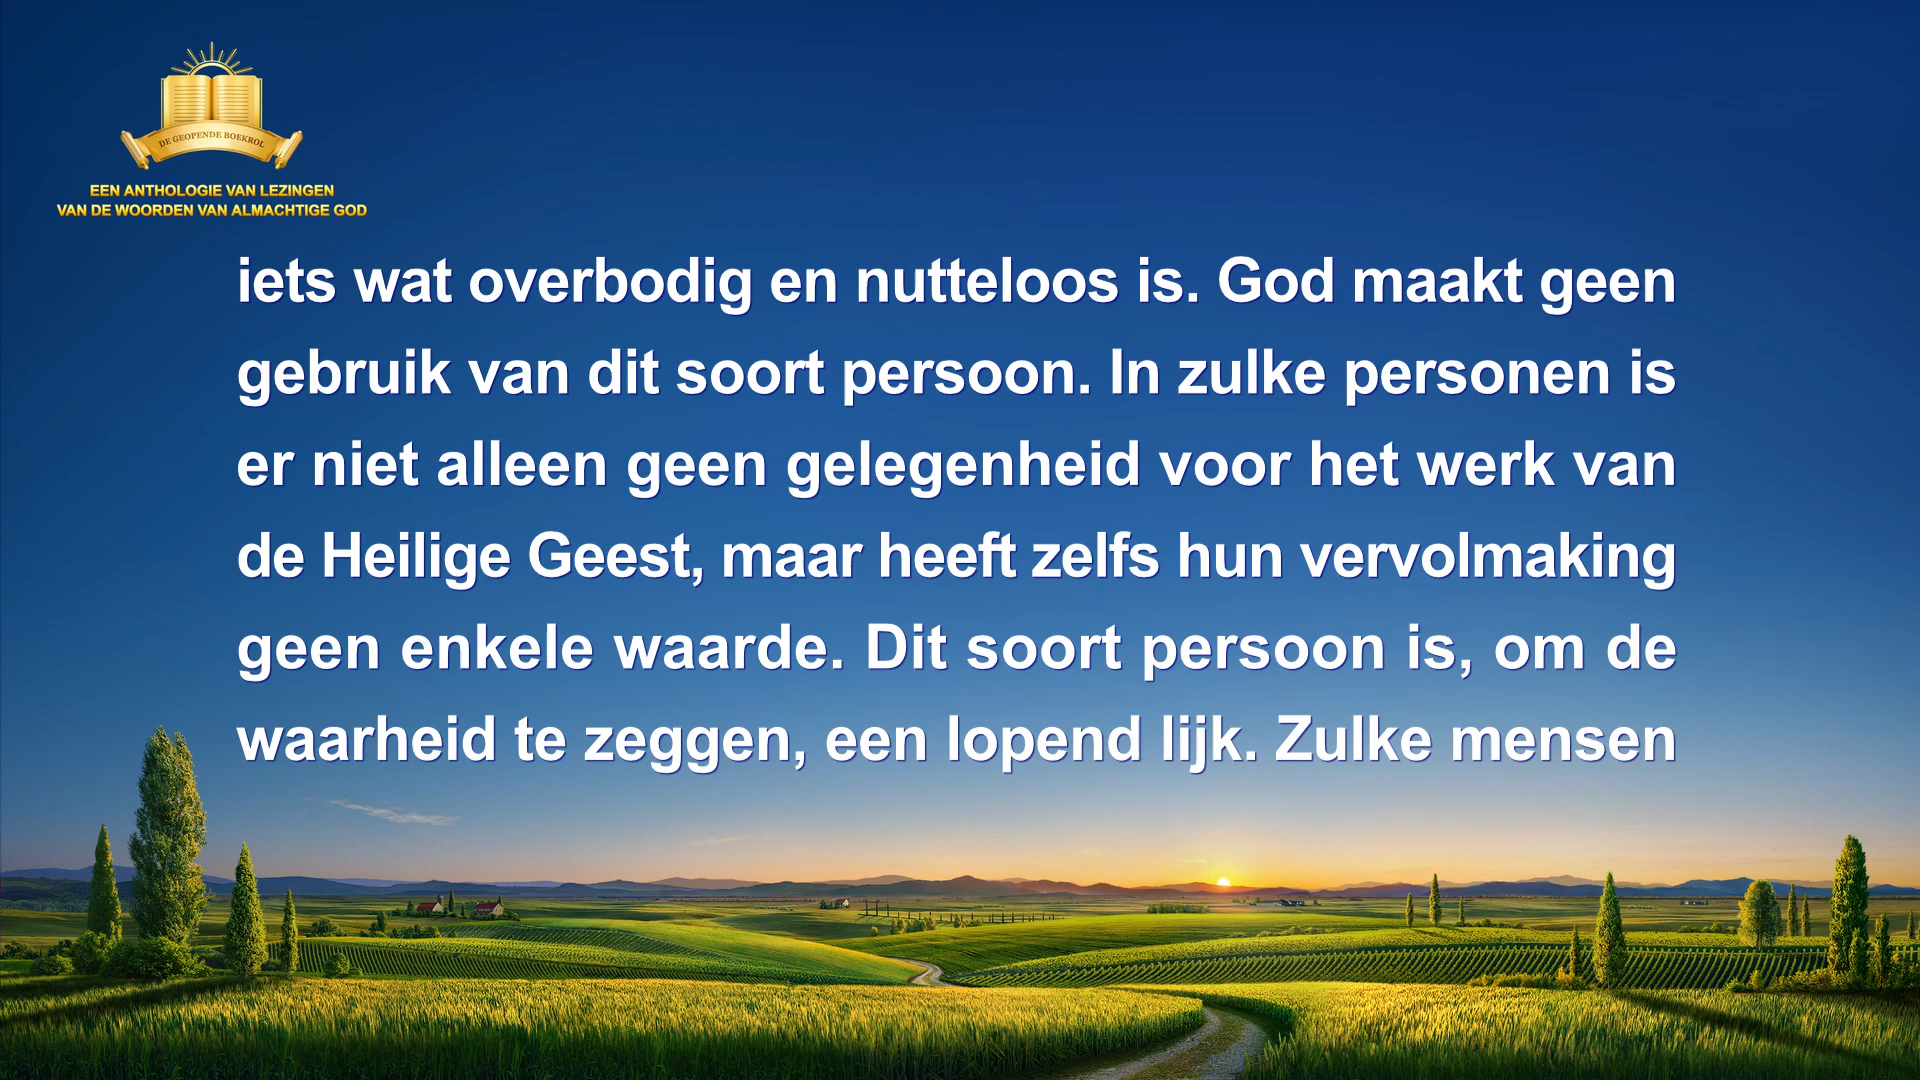 DE GEOPENDE BOEKROL
EEN ANTHOLOGIE VAN LEZINGEN
VAN DE WOORDEN VAN ALMACHTIGE GOD
iets wat overbodig en nutteloos is. God maakt geen
gebruik van dit soort persoon. In zulke personen is
er niet alleen geen gelegenheid voor het werk van
de Heilige Geest, maar heeft zelfs hun vervolmaking
geen enkele waarde. Dit soort persoon is, om de
waarheid te zeggen, een lopend lijk. Zulke mensen